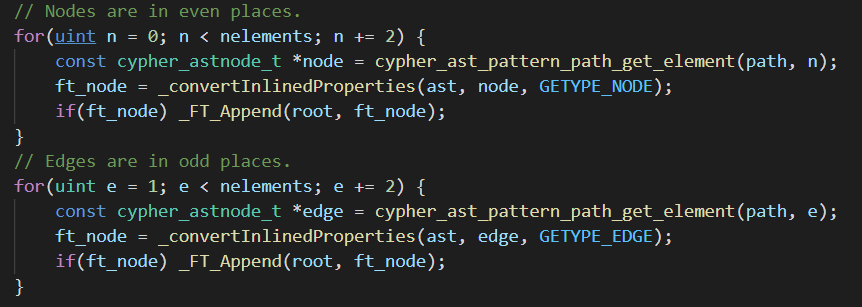 // Nodes are in even places.
for(uint n = 0; n < nelements; n += 2) {
    const cypher_astnode_t *node = cypher_ast_pattern_path_get_element(path, n);
    ft_node = _convertInlinedProperties(ast, node, GETYPE_NODE);
    if(ft_node) _FT_Append(root, ft_node);
}
// Edges are in odd places.
for(uint e = 1; e < nelements; e += 2) {
    const cypher_astnode_t *edge = cypher_ast_pattern_path_get_element(path, e);
    ft_node = _convertInlinedProperties(ast, edge, GETYPE_EDGE);
    if(ft_node) _FT_Append(root, ft_node);
}